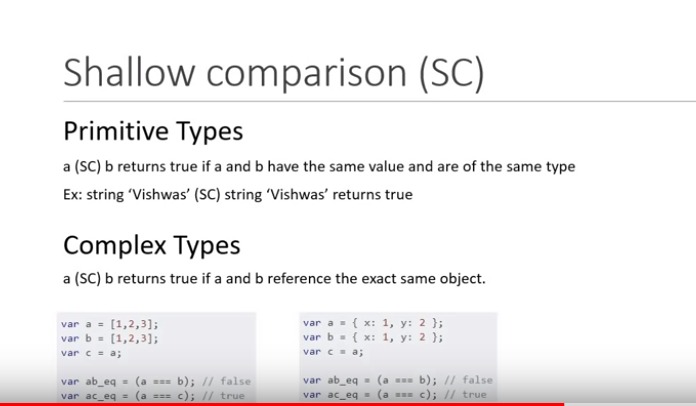 Shallow comparison (SC)
Primitive Types
a (SC) b returns true if a and b have the same value and are of the same type
Ex: string ‘Vishwas’ (SC) string ‘Vishwas’ returns true
Complex Types
a (SC) b returns true if a and b reference the exact same object.
var a = [1,2,3];
var b = [1,2,3];
var c = a;
var ab_eq = (a === b); // false
var ac_eq = (a === c); // true
var a = { x: 1, y: 2 };
var b = { x: 1, y: 2 };
var c = a;
var ab_eq = (a === b); // false
var ac_eq = (a === c); // true